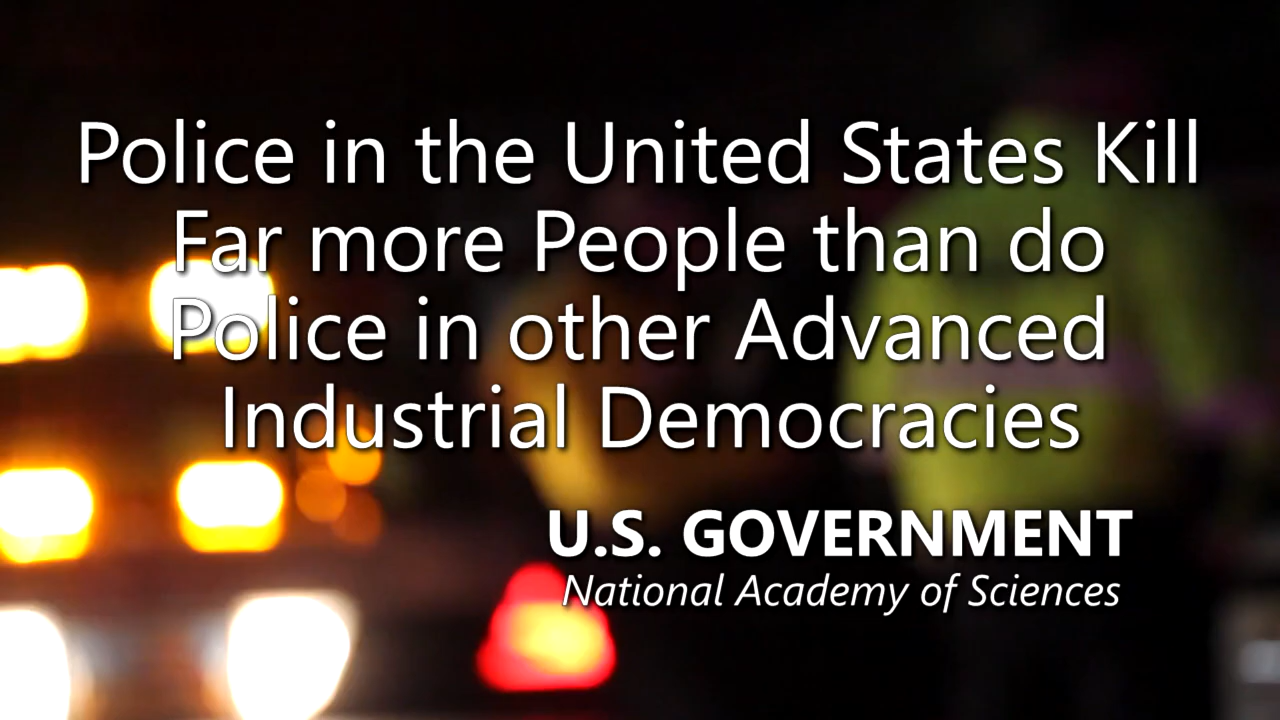 Police in the United States Kill
Far more People than do
Police in other Advanced
Industrial Democracies
U.S. GOVERNMENT
National Academy of Sciences